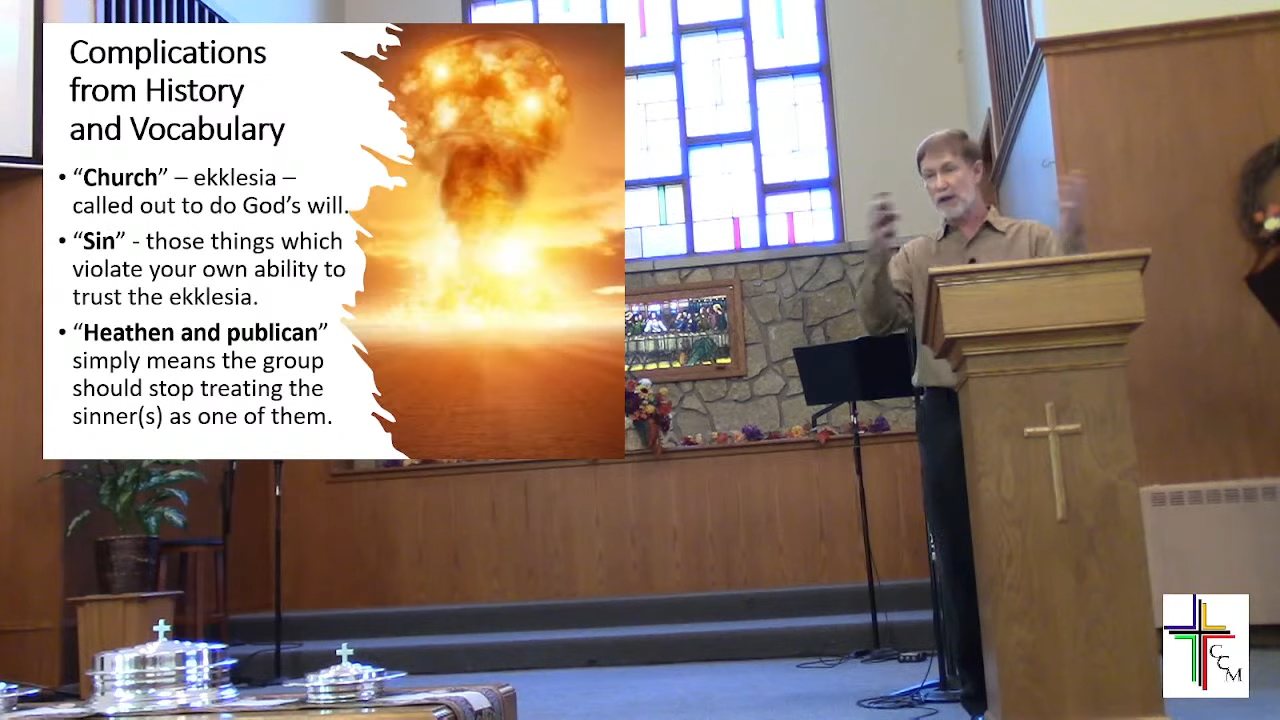 Complications
from History
and Vocabulary
• “Church” – ekklesia –
called out to do God’s will.
• “Sin” - those things which
violate your own ability to
trust the ekklesia.
• “Heathen and publican”
simply means the group
should stop treating the
sinner(s) as one of them.
CCM